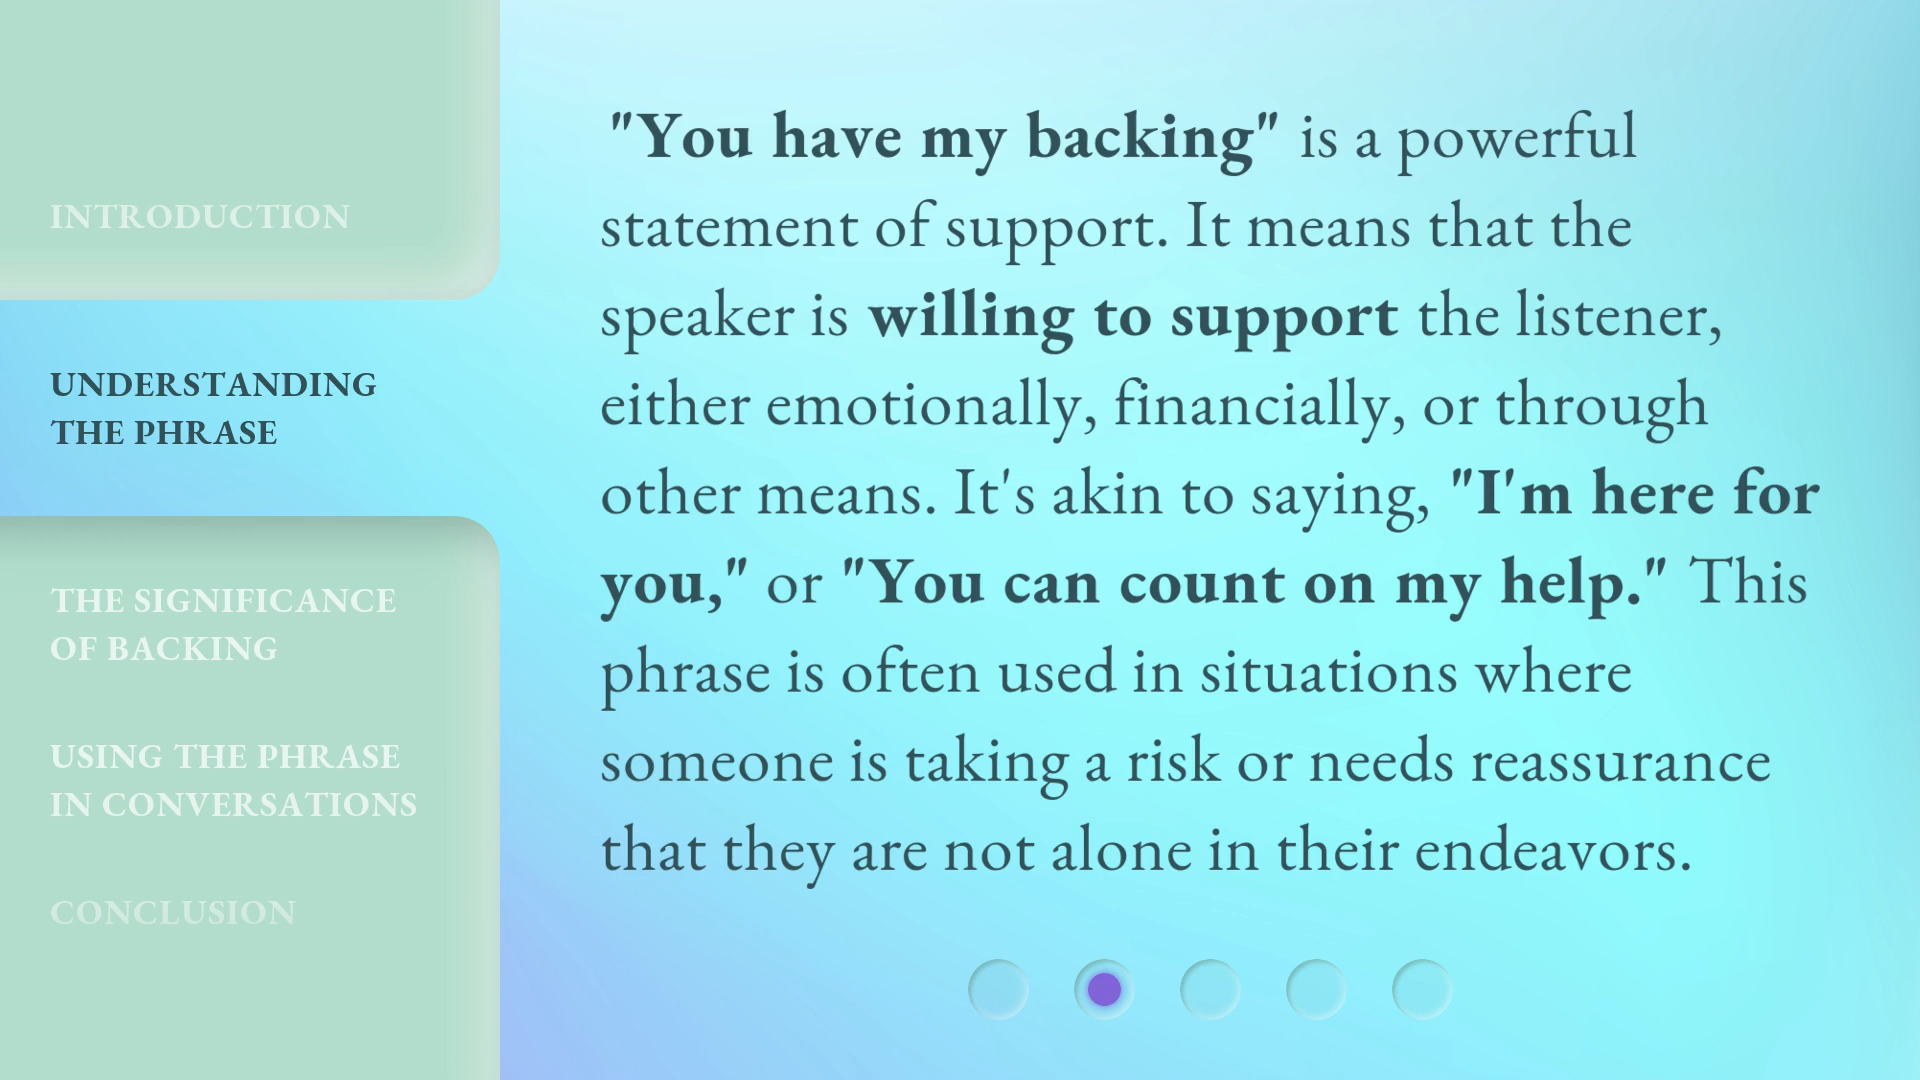 INTRODUCTION
UNDERSTANDING
THE PHRASE
THE SIGNIFICANCE
OF BACKING
USING THE PHRASE
IN CONVERSATIONS
CONCLUSION
"You have my backing" is a powerful
statement of support. It means that the
speaker is willing to support the listener,
either emotionally, financially, or through
other means. It's akin to saying, "I'm here for
you," or "You can count on my help." This
phrase is often used in situations where
someone is taking a risk or needs reassurance
that they are not alone in their endeavors.